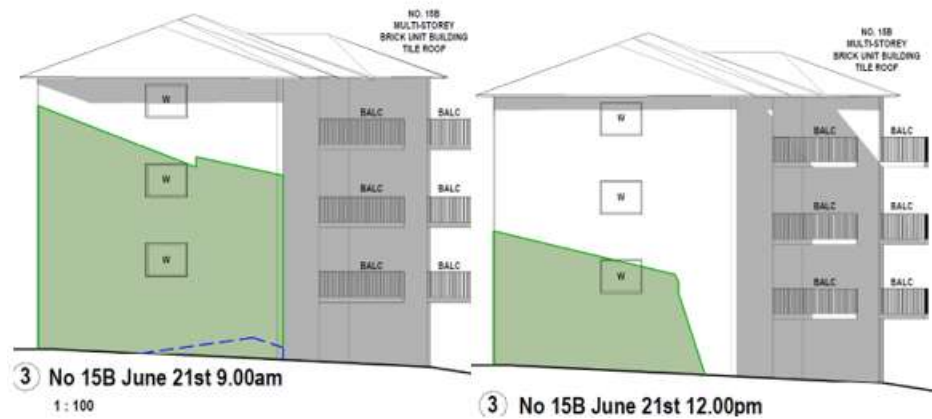 NO. 15B
MULTI-STOREY
BRICK UNIT BUILDING
TILE ROOF
W
BALC
BALC
W
BALC
BALC
W
BALC
BALC
3 No 15B June 21st 9.00am
1 : 100
NO. 15B
MULTI-STOREY
BRICK UNIT BUILDING
TILE ROOF
W
BALC
BALC
W
BALC
BALC
W
BALC
BALC
3 No 15B June 21st 12.00pm